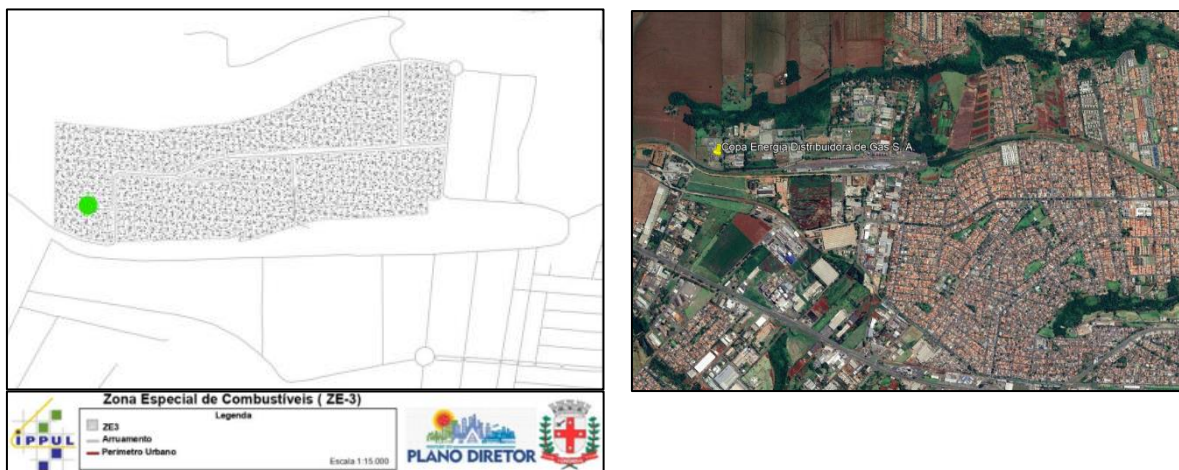 Copa Energia Distribuidora de Gás S. A.
Zona Especial de Combustíveis ( ZE-3)
Legenda
ZE3
Arruamento
Perímetro Urbano
Escala 1:15.000
IPPUL
PLANO DIRETOR